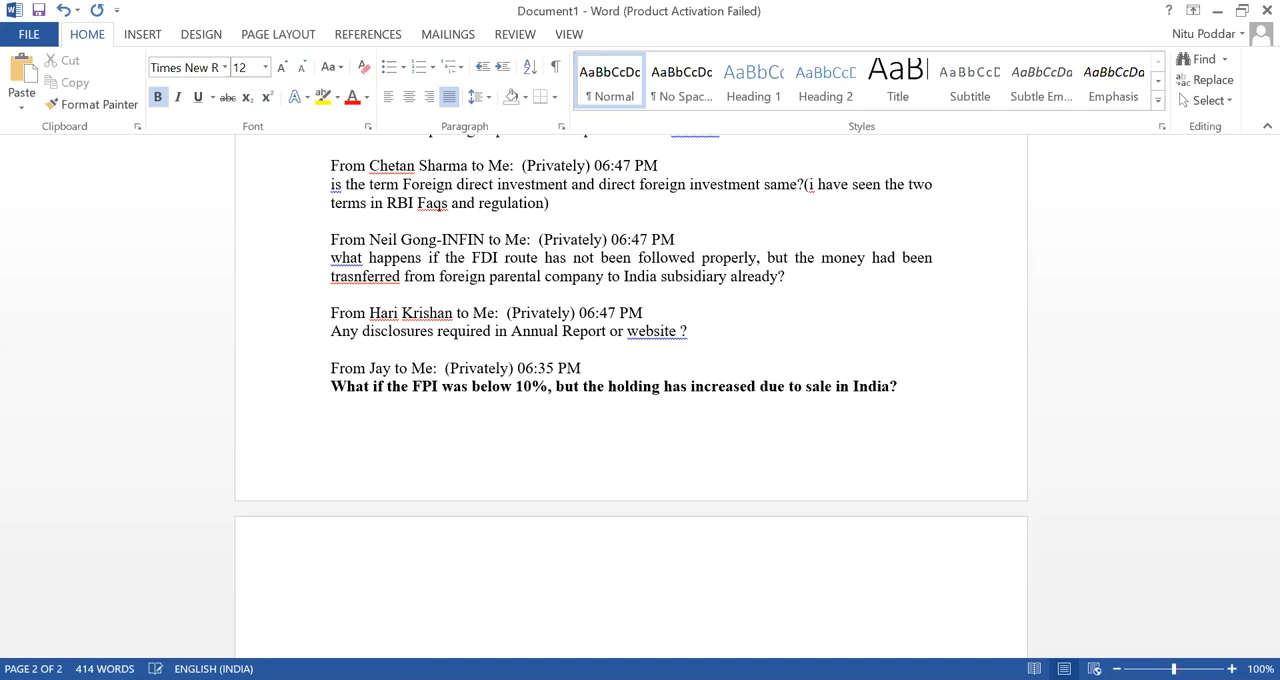 Document1 - Word (Product Activation Failed)
FILE HOME INSERT DESIGN PAGE LAYOUT REFERENCES MAILINGS REVIEW VIEW Nitu Poddar
Paste
Cut
Copy
Format Painter
Clipboard
Times New R 12
Font
Paragraph
AaBbCcDc AaBbCcDc AaBbCc AaBbCcD AaBl AaBbCcD AaBbCcDa AaBbCcDa
¶ Normal ¶ No Spac... Heading 1 Heading 2 Title Subtitle Subtle Em... Emphasis
Styles
Find
Replace
Select
Editing
From Chetan Sharma to Me: (Privately) 06:47 PM
is the term Foreign direct investment and direct foreign investment same?(i have seen the two
terms in RBI Faqs and regulation)
From Neil Gong-INFIN to Me: (Privately) 06:47 PM
what happens if the FDI route has not been followed properly, but the money had been
trasnferred from foreign parental company to India subsidiary already?
From Hari Krishan to Me: (Privately) 06:47 PM
Any disclosures required in Annual Report or website ?
From Jay to Me: (Privately) 06:35 PM
What if the FPI was below 10%, but the holding has increased due to sale in India?
PAGE 2 OF 2 414 WORDS ENGLISH (INDIA) 100%